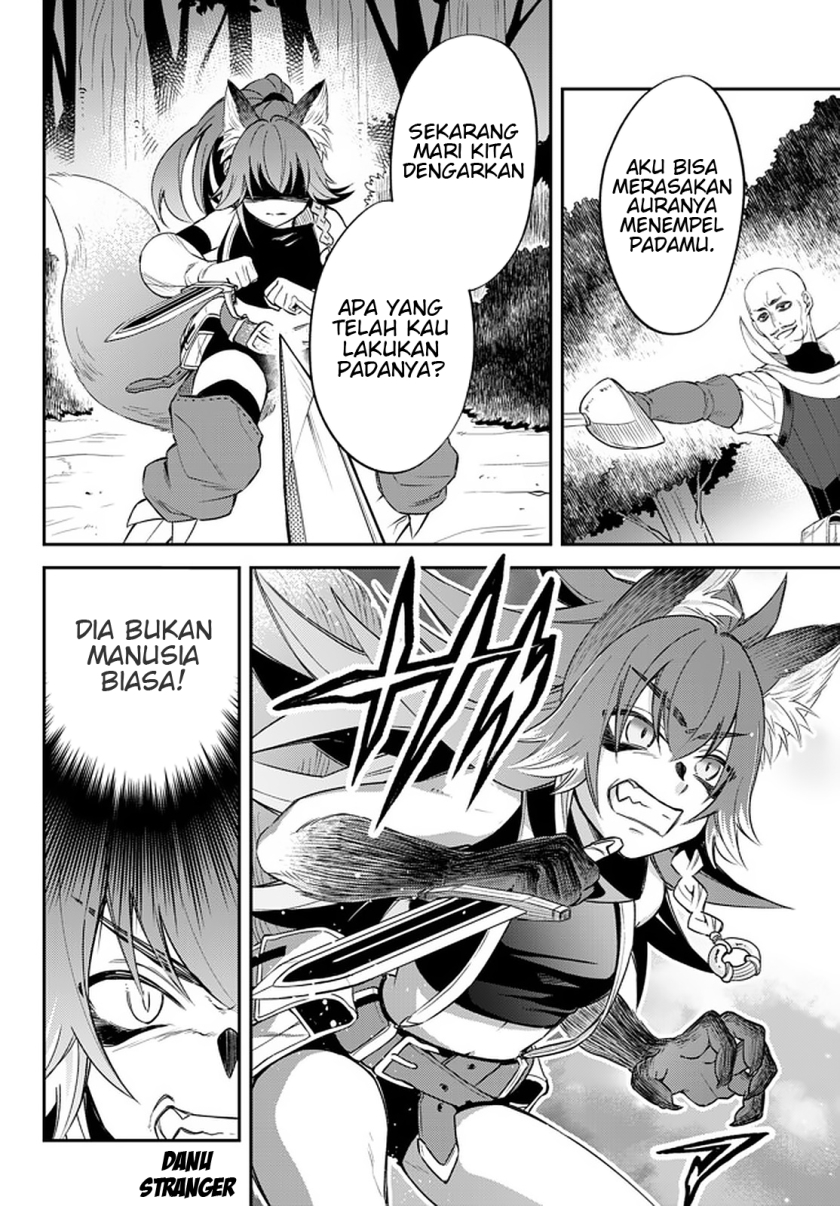 AKU BISA
MERASAKAN
AURANYA
MENEMPEL
PADAMU.
SEKARANG
MARI KITA
DENGARKAN
APA YANG
TELAH KAU
LAKUKAN
PADANYA?
DIA BUKAN
MANUSIA
BIASA!
DANU
STRANGER